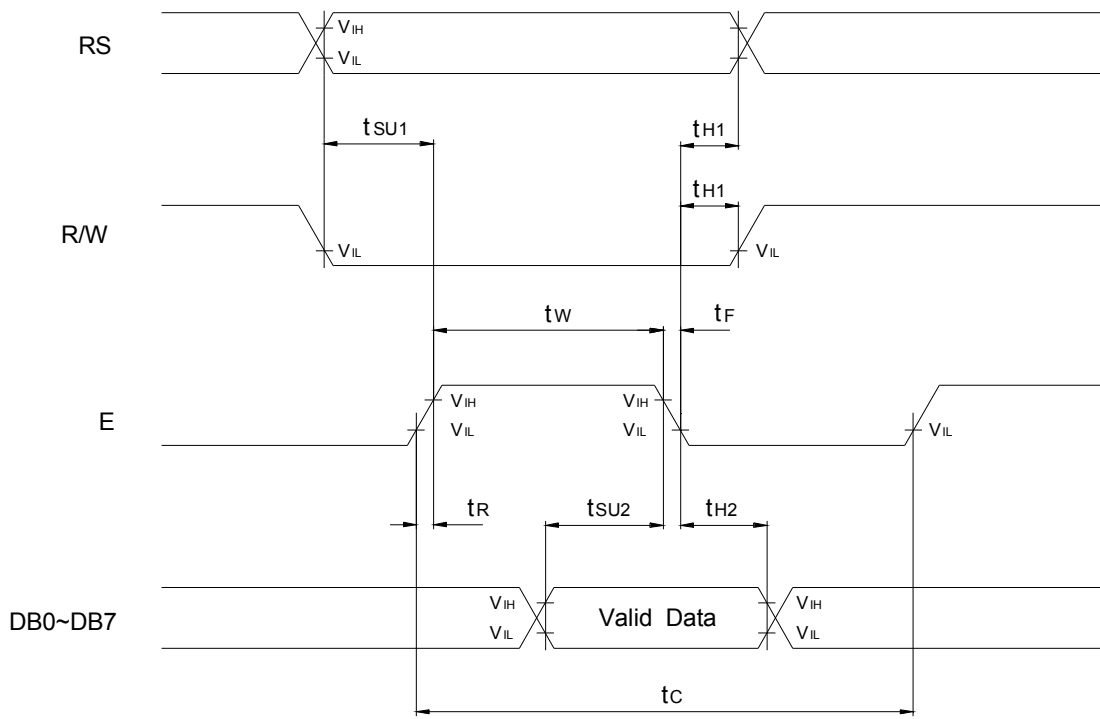 RS
VIH
VIL
tSU1
tH1
tH1
R/W
VIL
VIL
tW
tF
E
VIH
VIH
VIL
VIL
VIL
tR
tSU2
tH2
DB0~DB7
VIH
VIL
Valid Data
VIH
VIL
tC